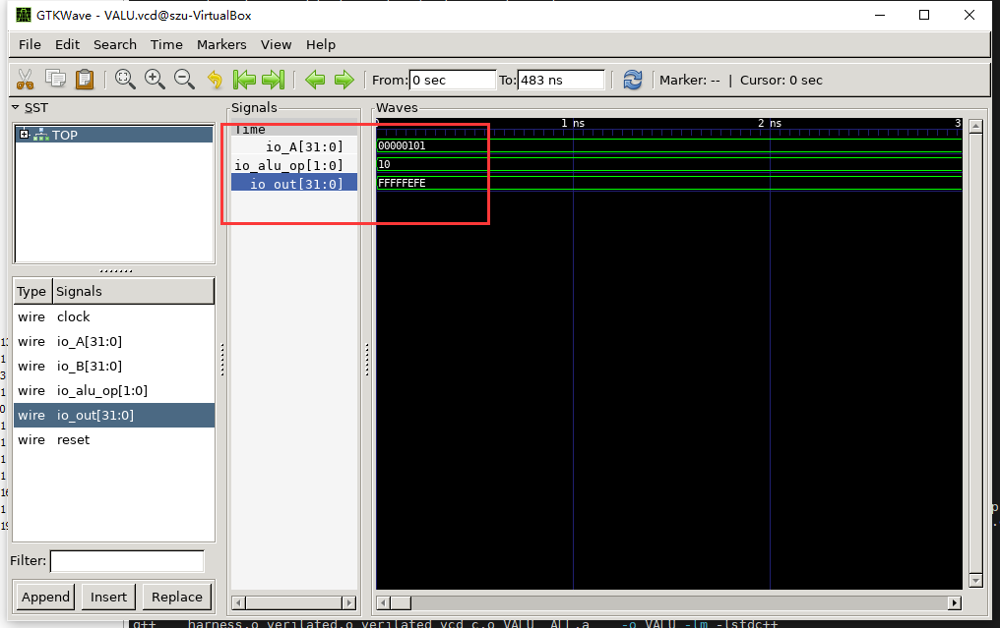 GTKWave - VALU.vcd@szu-VirtualBox
File Edit Search Time Markers View Help
From: 0 sec To: 483 ns Marker: -- | Cursor: 0 sec
SST
TOP
Type Signals
wire clock
wire io_A[31:0]
wire io_B[31:0]
wire io_alu_op[1:0]
wire io_out[31:0]
wire reset
Filter:
Append Insert Replace
Signals
Time
io_A[31:0]
io_alu_op[1:0]
io_out[31:0]
Waves
1 ns 2 ns 3
00000101
10
FFFFFEFE
g++ harness.o verilated.o verilated_vcd_c.o VALU__ALL.a -o VALU -lm -lstdc++